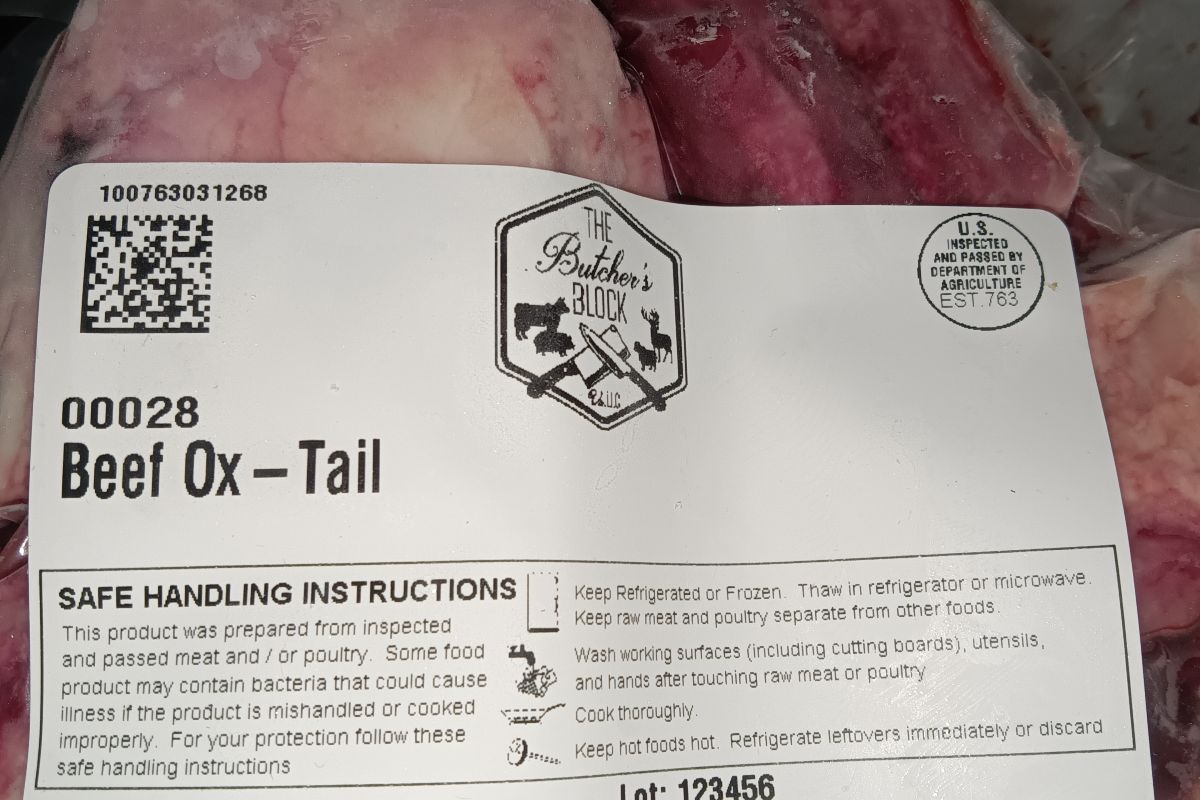 100763031268
THE
Butcher's
BLOCK
U.S.
INSPECTED
AND PASSED BY
DEPARTMENT OF
AGRICULTURE
EST.763
00028
Beef Ox – Tail
SAFE HANDLING INSTRUCTIONS
This product was prepared from inspected
and passed meat and / or poultry. Some food
product may contain bacteria that could cause
illness if the product is mishandled or cooked
improperly. For your protection follow these
safe handling instructions
Keep Refrigerated or Frozen. Thaw in refrigerator or microwave.
Keep raw meat and poultry separate from other foods.
Wash working surfaces (including cutting boards), utensils,
and hands after touching raw meat or poultry
Cook thoroughly.
Keep hot foods hot. Refrigerate leftovers immediately or discard
Lot: 123456